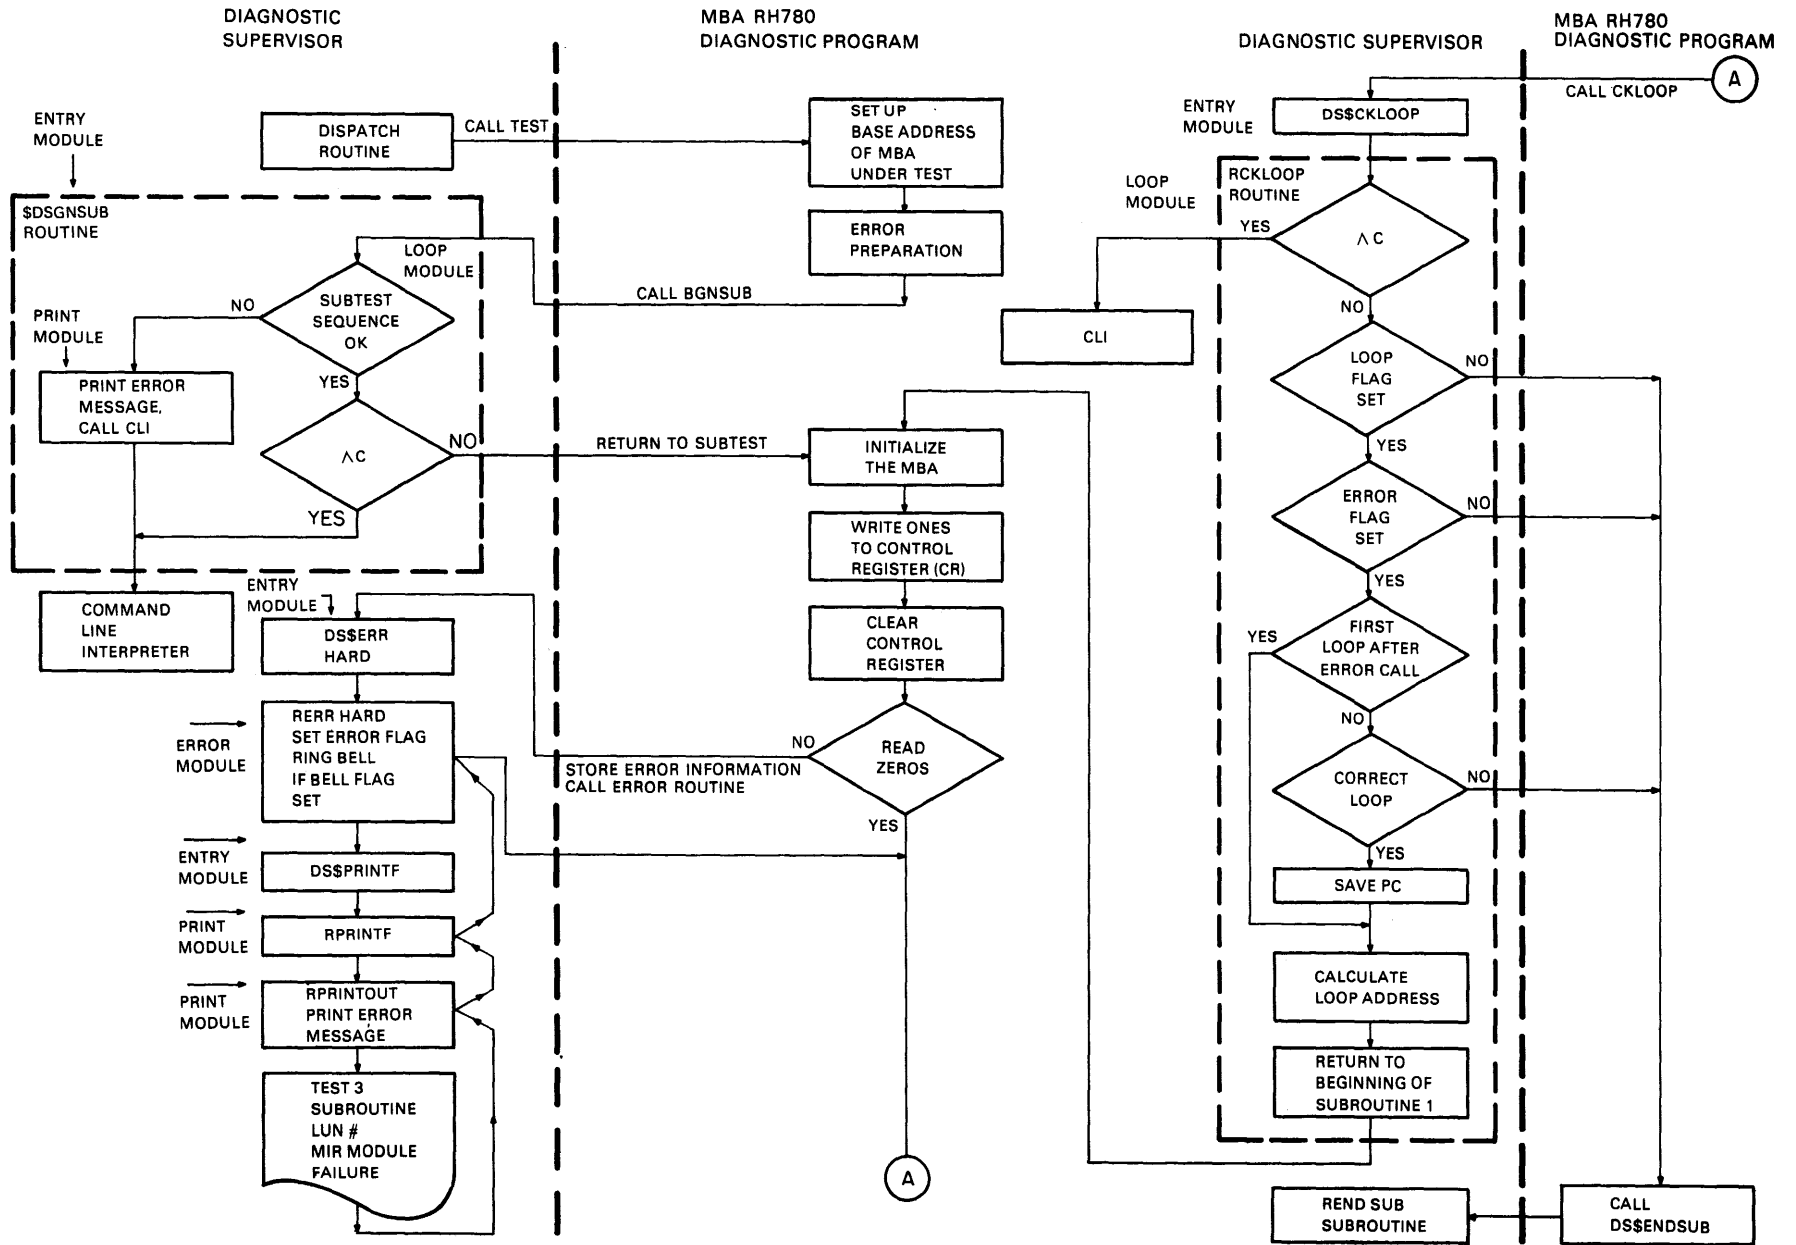 DIAGNOSTIC
SUPERVISOR
MBA RH780
DIAGNOSTIC PROGRAM
ENTRY
MODULE
DISPATCH
ROUTINE
CALL TEST
SET UP
BASE ADDRESS
OF MBA
UNDER TEST
$DSGNSUB
ROUTINE
LOOP
MODULE
ERROR
PREPARATION
CALL BGNSUB
SUBTEST
SEQUENCE
OK
NO
YES
PRINT
MODULE
PRINT ERROR
MESSAGE,
CALL CLI
ΛC
NO
YES
RETURN TO SUBTEST
INITIALIZE
THE MBA
WRITE ONES
TO CONTROL
REGISTER (CR)
CLEAR
CONTROL
REGISTER
COMMAND
LINE
INTERPRETER
ENTRY
MODULE
DS$ERR
HARD
ERROR
MODULE
RERR HARD
SET ERROR FLAG
RING BELL
IF BELL FLAG
SET
NO
READ
ZEROS
YES
STORE ERROR INFORMATION
CALL ERROR ROUTINE
ENTRY
MODULE
DS$PRINTF
PRINT
MODULE
RPRINTF
PRINT
MODULE
RPRINTOUT
PRINT ERROR
MESSAGE
TEST 3
SUBROUTINE
LUN #
MIR MODULE
FAILURE
A
DIAGNOSTIC SUPERVISOR
MBA RH780
DIAGNOSTIC PROGRAM
A
CALL CKLOOP
ENTRY
MODULE
DS$CKLOOP
LOOP
MODULE
RCKLOOP
ROUTINE
YES
ΛC
NO
CLI
LOOP
FLAG
SET
NO
YES
ERROR
FLAG
SET
NO
YES
YES
FIRST
LOOP AFTER
ERROR CALL
NO
CORRECT
LOOP
NO
YES
SAVE PC
CALCULATE
LOOP ADDRESS
RETURN TO
BEGINNING OF
SUBROUTINE 1
REND SUB
SUBROUTINE
CALL
DS$ENDSUB